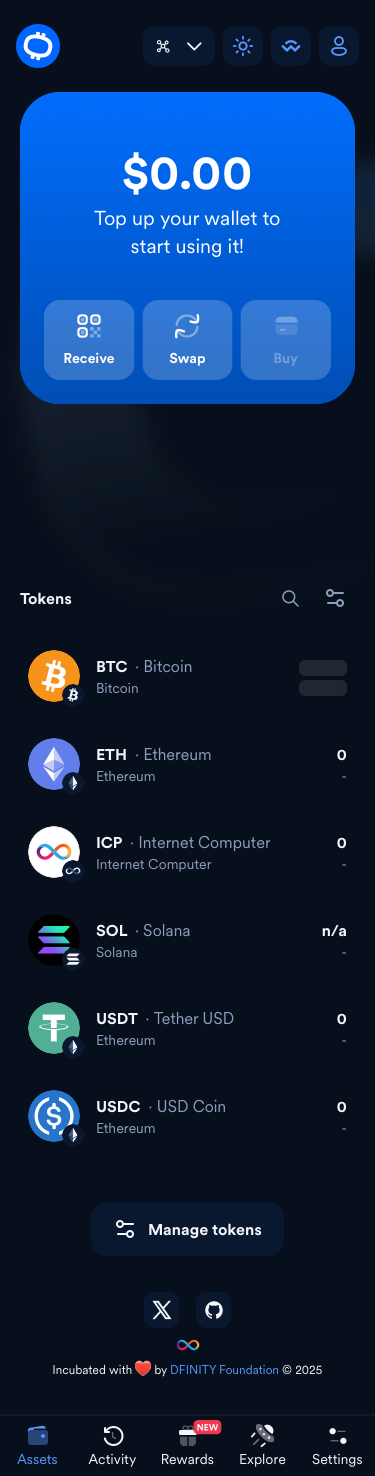 $0.00
Top up your wallet to
start using it!
Receive
Swap
Buy
Tokens
BTC · Bitcoin
Bitcoin
ETH · Ethereum 0
Ethereum -
ICP · Internet Computer 0
Internet Computer -
SOL · Solana n/a
Solana -
USDT · Tether USD 0
Ethereum -
USDC · USD Coin 0
Ethereum -
Manage tokens
Incubated with ❤️ by DFINITY Foundation © 2025
NEW
Assets Activity Rewards Explore Settings